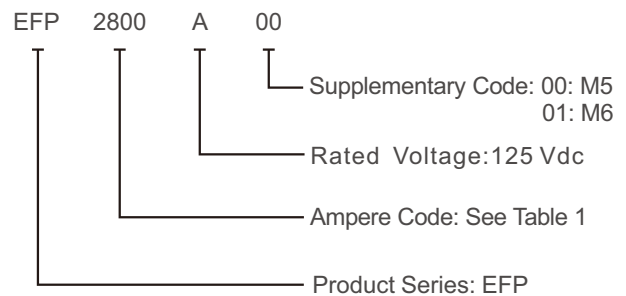 EFP 2800 A 00
Supplementary Code: 00: M5
01: M6
Rated Voltage:125 Vdc
Ampere Code: See Table 1
Product Series: EFP